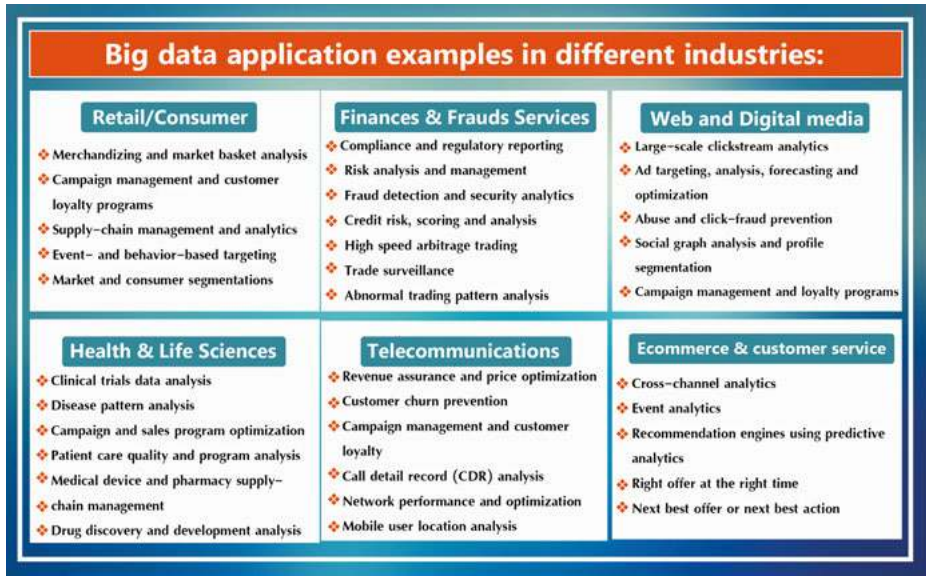 Big data application examples in different industries:
Retail/Consumer
❖ Merchandizing and market basket analysis
❖ Campaign management and customer
loyalty programs
❖ Supply-chain management and analytics
❖ Event- and behavior-based targeting
❖ Market and consumer segmentations
Finances & Frauds Services
❖ Compliance and regulatory reporting
❖ Risk analysis and management
❖ Fraud detection and security analytics
❖ Credit risk, scoring and analysis
❖ High speed arbitrage trading
❖ Trade surveillance
❖ Abnormal trading pattern analysis
Web and Digital media
❖ Large-scale clickstream analytics
❖ Ad targeting, analysis, forecasting and
optimization
❖ Abuse and click-fraud prevention
❖ Social graph analysis and profile
segmentation
❖ Campaign management and loyalty programs
Health & Life Sciences
❖ Clinical trials data analysis
❖ Disease pattern analysis
❖ Campaign and sales program optimization
❖ Patient care quality and program analysis
❖ Medical device and pharmacy supply-
❖ chain management
❖ Drug discovery and development analysis
Telecommunications
❖ Revenue assurance and price optimization
❖ Customer churn prevention
❖ Campaign management and customer
loyalty
❖ Call detail record (CDR) analysis
❖ Network performance and optimization
❖ Mobile user location analysis
Ecommerce & customer service
❖ Cross-channel analytics
❖ Event analytics
❖ Recommendation engines using predictive
analytics
❖ Right offer at the right time
❖ Next best offer or next best action